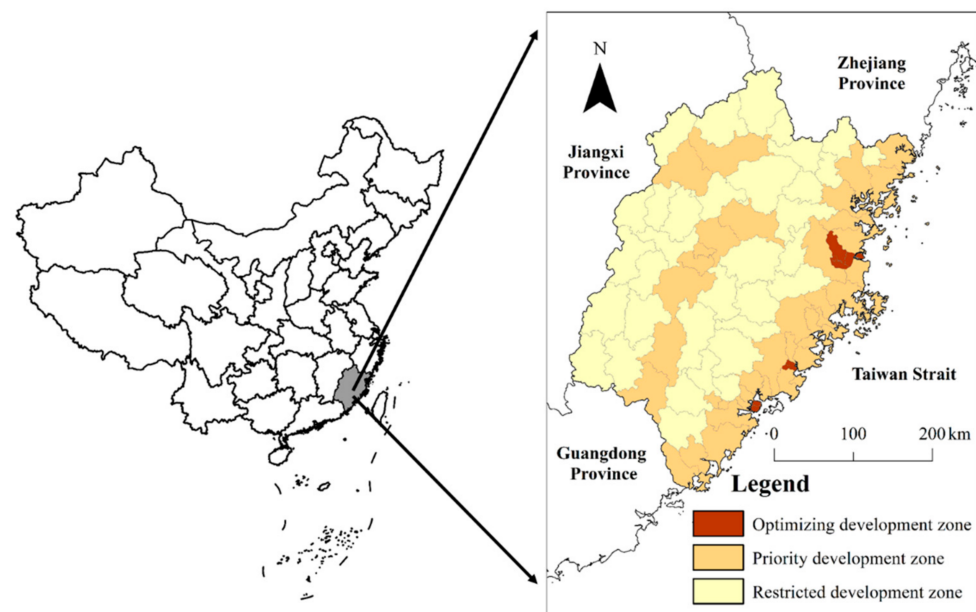 N
Zhejiang
Province
Jiangxi
Province
Taiwan Strait
Guangdong
Province
0 100 200 km
Legend
Optimizing development zone
Priority development zone
Restricted development zone